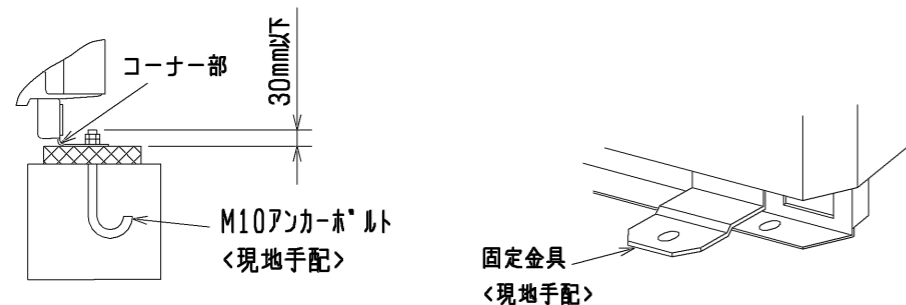 コーナー部
30mm以下
M10アンカーボルト
<現地手配>
固定金具
<現地手配>